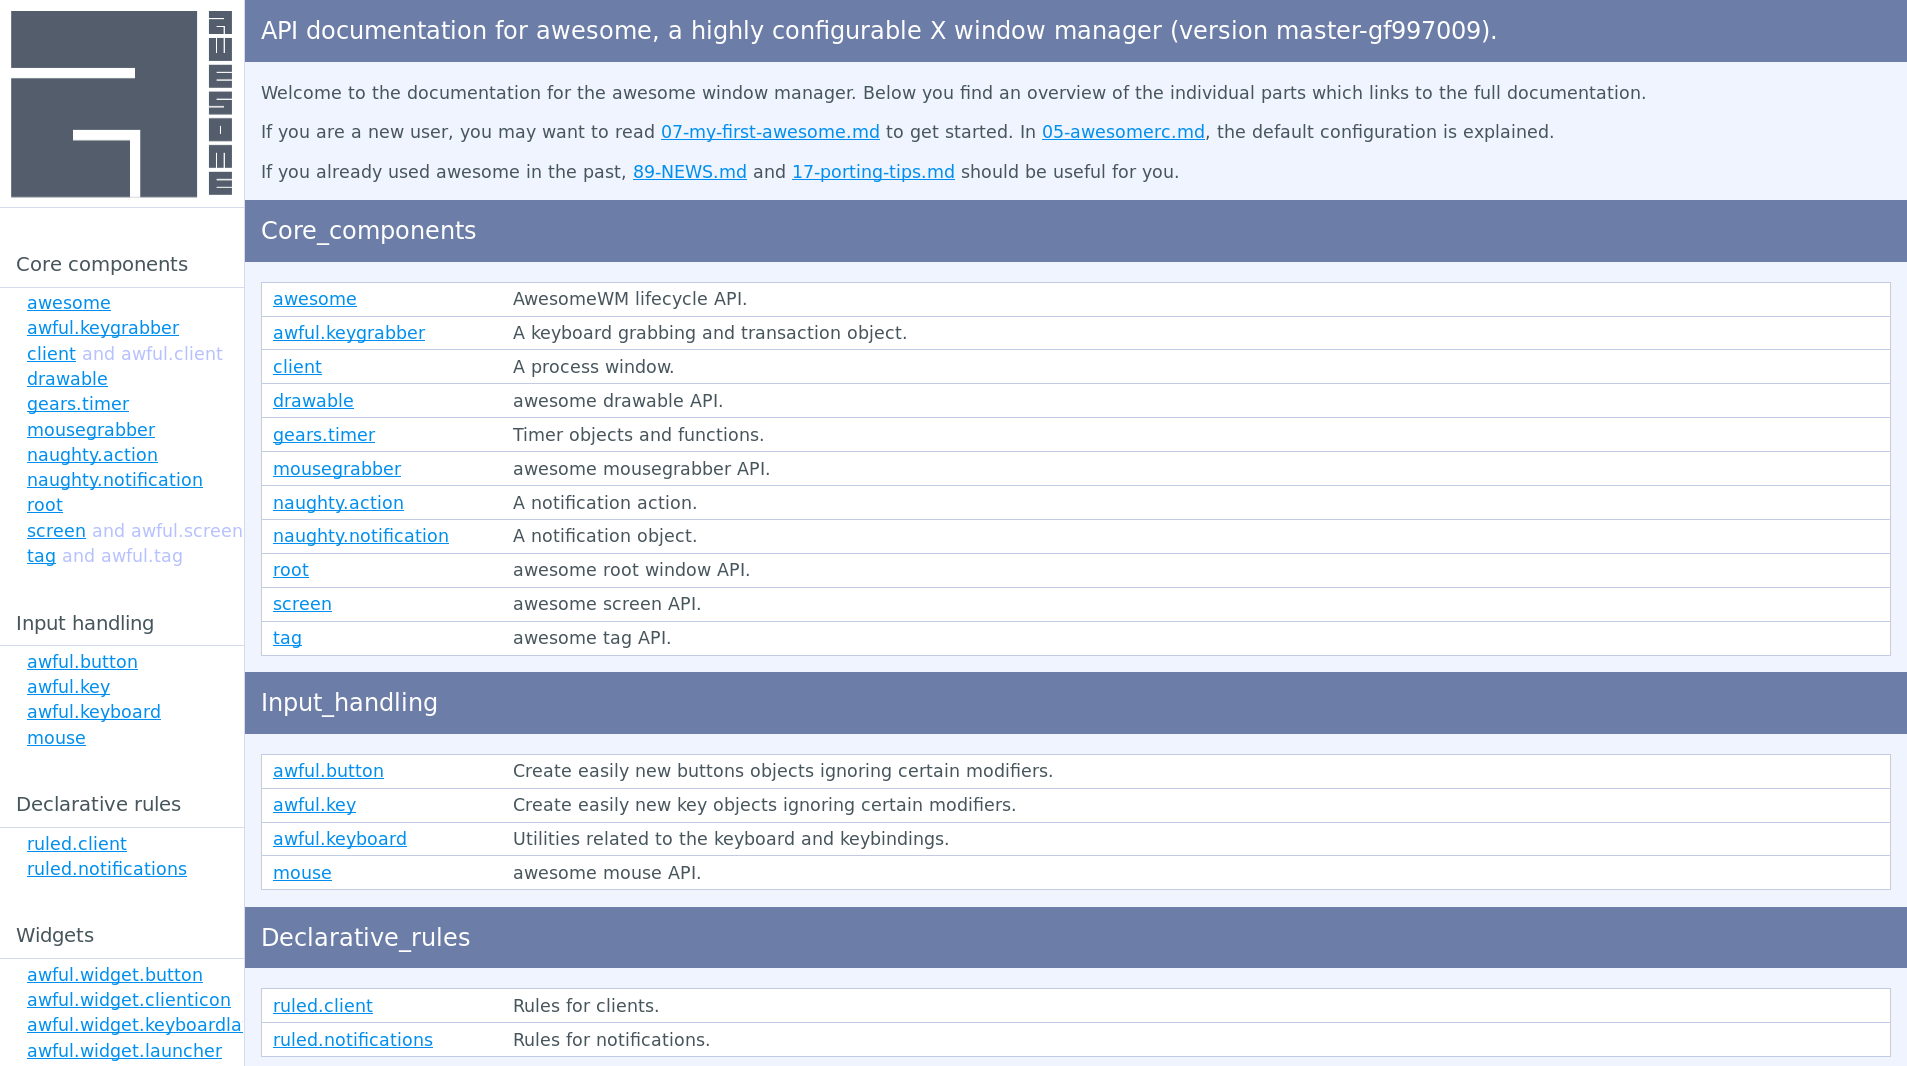 API documentation for awesome, a highly configurable X window manager (version master-gf997009).
Welcome to the documentation for the awesome window manager. Below you find an overview of the individual parts which links to the full documentation.
If you are a new user, you may want to read 07-my-first-awesome.md to get started. In 05-awesomerc.md, the default configuration is explained.
If you already used awesome in the past, 89-NEWS.md and 17-porting-tips.md should be useful for you.
Core components
awesome
awful.keygrabber
client and awful.client
drawable
gears.timer
mousegrabber
naughty.action
naughty.notification
root
screen and awful.screen
tag and awful.tag
Input handling
awful.button
awful.key
awful.keyboard
mouse
Declarative rules
ruled.client
ruled.notifications
Widgets
awful.widget.button
awful.widget.clienticon
awful.widget.keyboardla
awful.widget.launcher
Core_components
awesome AwesomeWM lifecycle API.
awful.keygrabber A keyboard grabbing and transaction object.
client A process window.
drawable awesome drawable API.
gears.timer Timer objects and functions.
mousegrabber awesome mousegrabber API.
naughty.action A notification action.
naughty.notification A notification object.
root awesome root window API.
screen awesome screen API.
tag awesome tag API.
Input_handling
awful.button Create easily new buttons objects ignoring certain modifiers.
awful.key Create easily new key objects ignoring certain modifiers.
awful.keyboard Utilities related to the keyboard and keybindings.
mouse awesome mouse API.
Declarative_rules
ruled.client Rules for clients.
ruled.notifications Rules for notifications.